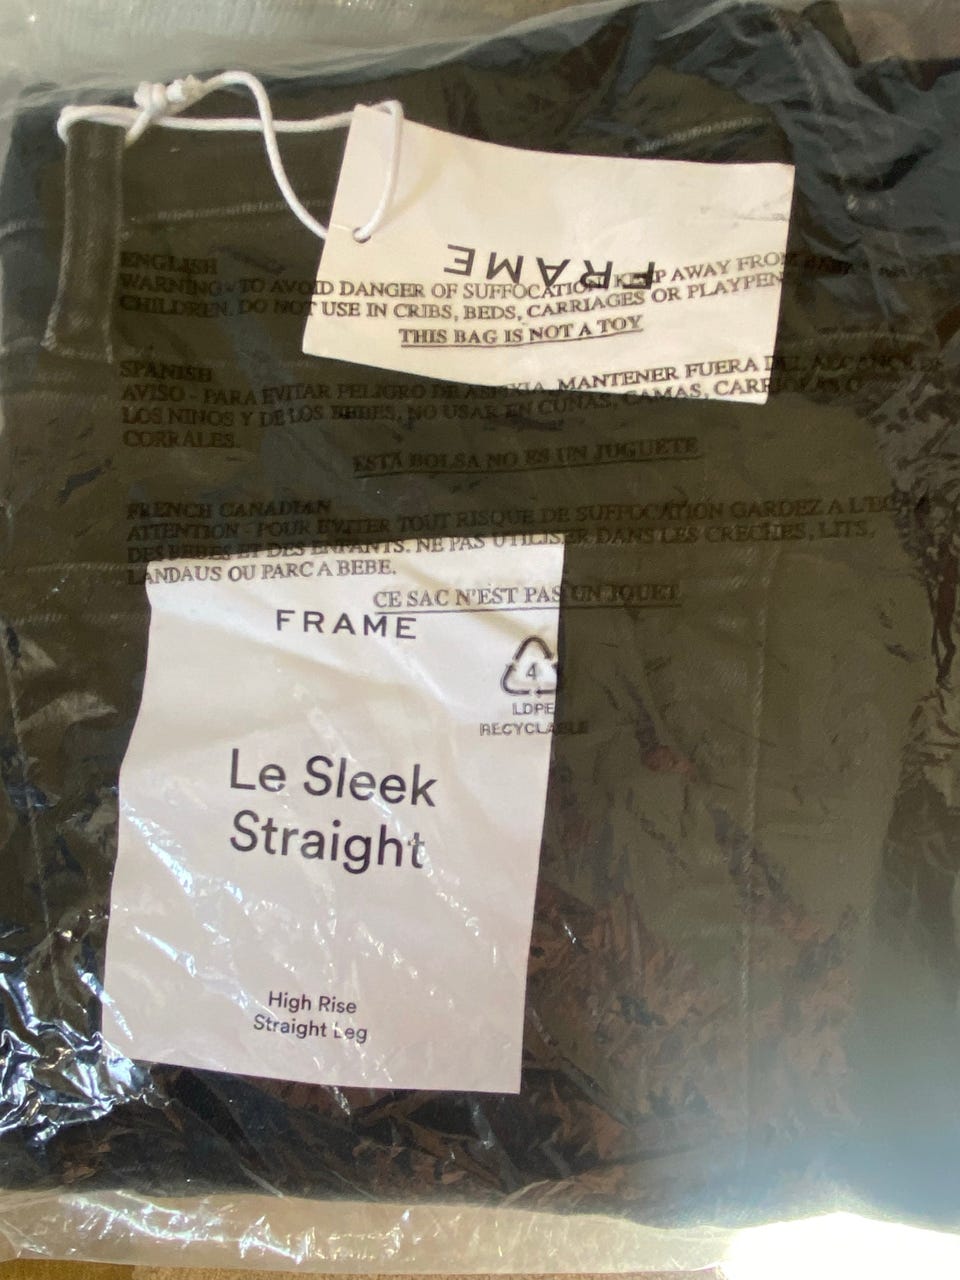 FRAME
ENGLISH
WARNING - TO AVOID DANGER OF SUFFOCATION KEEP AWAY FROM
CHILDREN. DO NOT USE IN CRIBS, BEDS, CARRIAGES OR PLAYPEN
THIS BAG IS NOT A TOY
SPANISH
AVISO - PARA EVITAR PELIGRO DE ASFIXIA MANTENER FUERA DEL ALCANCE DE
LOS NINOS Y DE LOS BEBES, NO USAR EN CUNAS, CAMAS, CARRIOLAS O
CORRALES.
ESTA BOLSA NO ES UN JUGUETE
FRENCH CANADIAN
ATTENTION - POUR EVITER TOUT RISQUE DE SUFFOCATION GARDEZ A L'
DES BEBES ET DES ENFANTS. NE PAS UTILISER DANS LES CRECHES, LITS,
LANDAUS OU PARC A BEBE.
CE SAC N'EST PAS UN JOUET
FRAME
4
LDPE
RECYCLABLE
Le Sleek
Straight
High Rise
Straight Leg